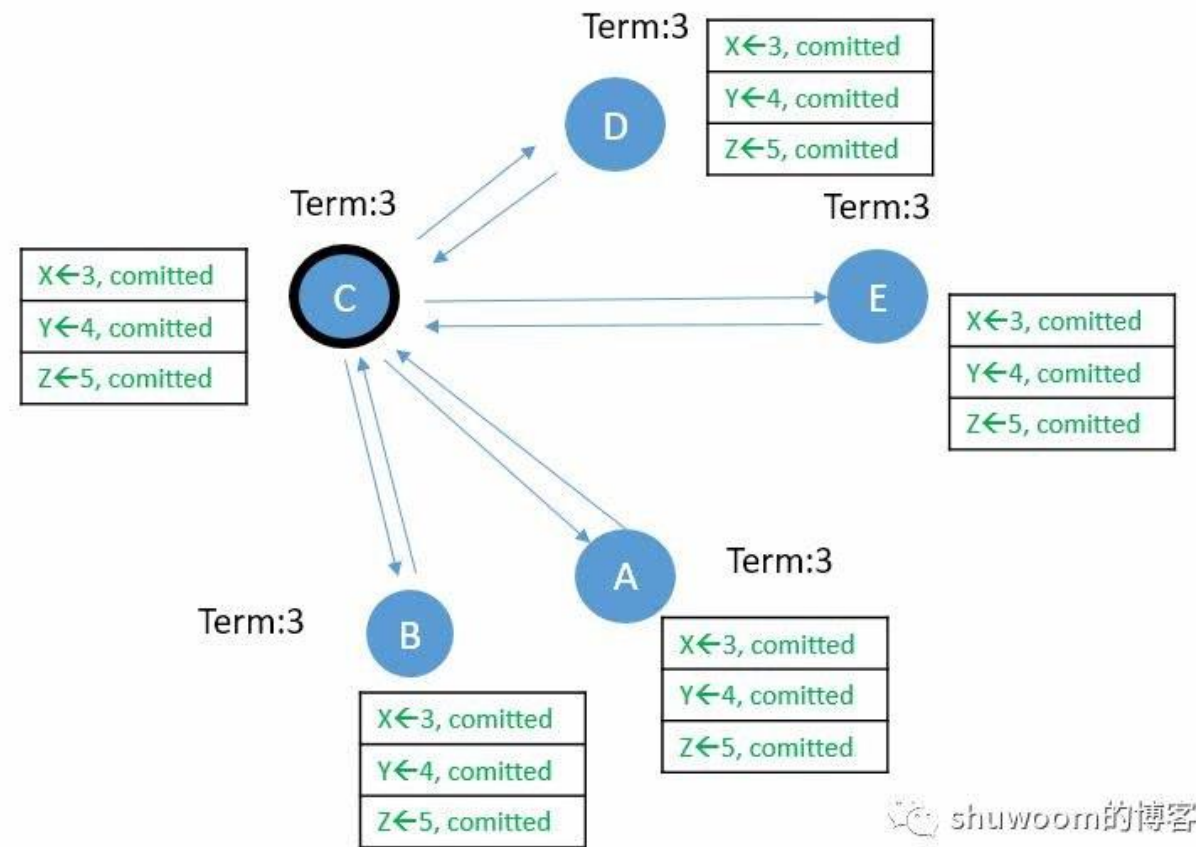 Term:3
D
X←3, comitted
Y←4, comitted
Z←5, comitted
Term:3
C
X←3, comitted
Y←4, comitted
Z←5, comitted
Term:3
E
X←3, comitted
Y←4, comitted
Z←5, comitted
Term:3
A
X←3, comitted
Y←4, comitted
Z←5, comitted
Term:3
B
X←3, comitted
Y←4, comitted
Z←5, comitted
shuwoom的博客